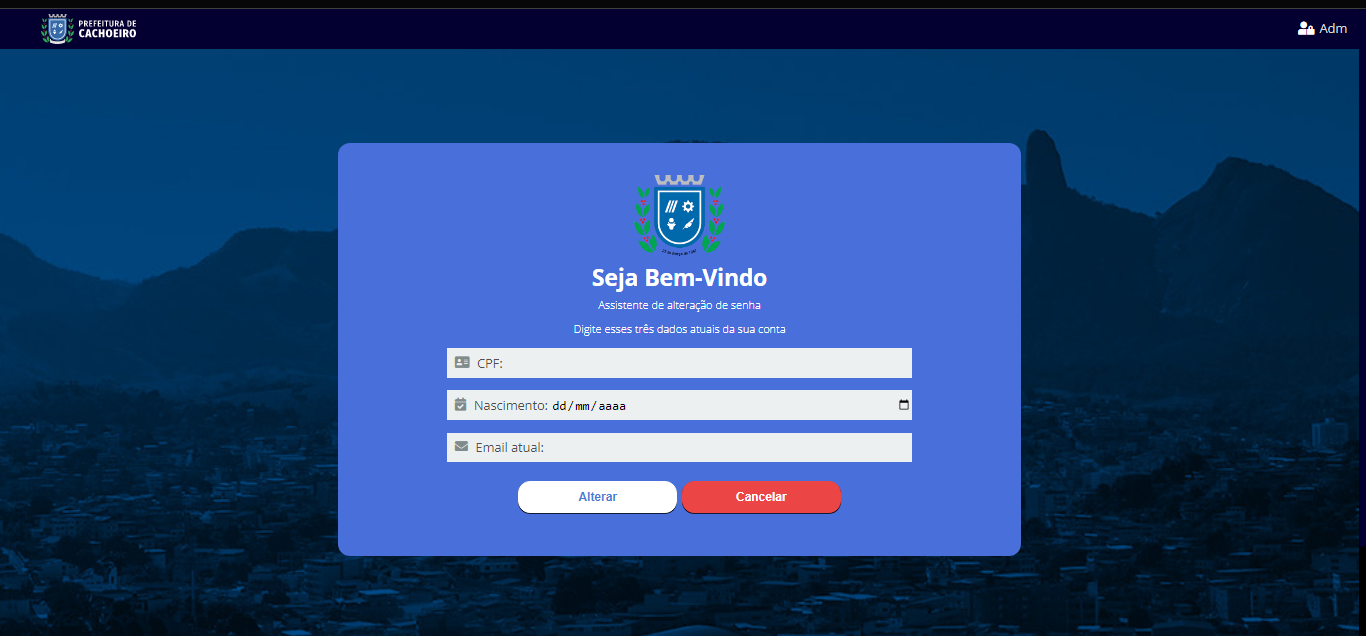 PREFEITURA DE
CACHOEIRO
Adm
Seja Bem-Vindo
Assistente de alteração de senha
Digite esses três dados atuais da sua conta
CPF:
Nascimento: dd/mm/aaaa
Email atual:
Alterar Cancelar